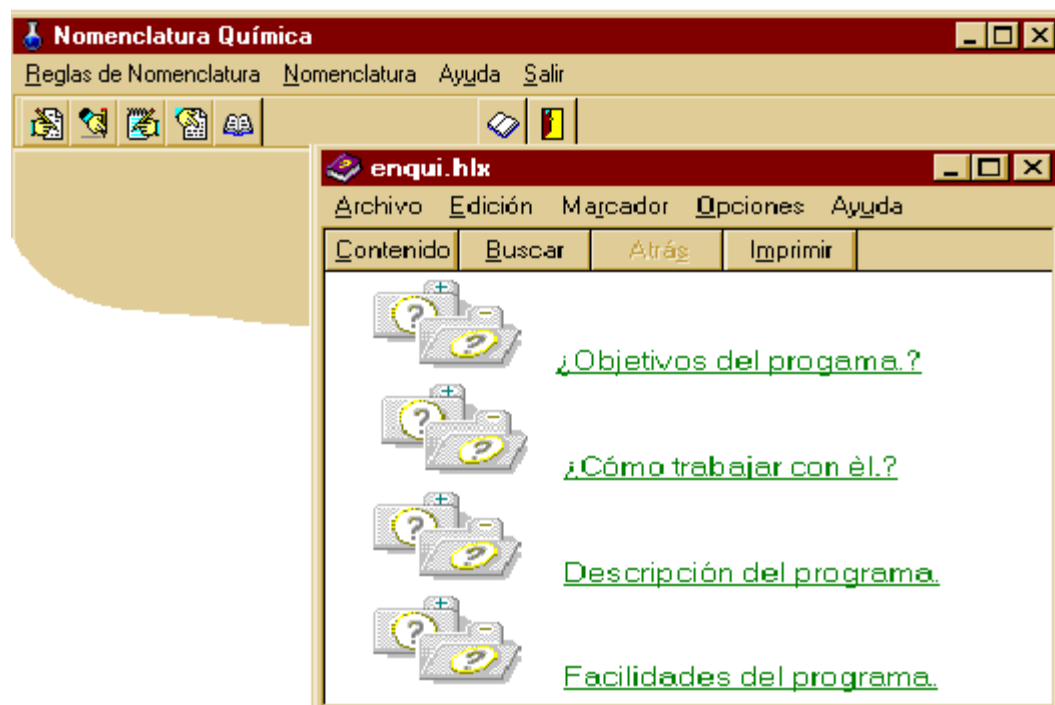 Nomenclatura Química
Reglas de Nomenclatura Nomenclatura Ayuda Salir
enqui.hlx
Archivo Edición Marcador Opciones Ayuda
Contenido Buscar Atrás Imprimir
¿Objetivos del progama.?
¿Cómo trabajar con èl.?
Descripción del programa.
Facilidades del programa.